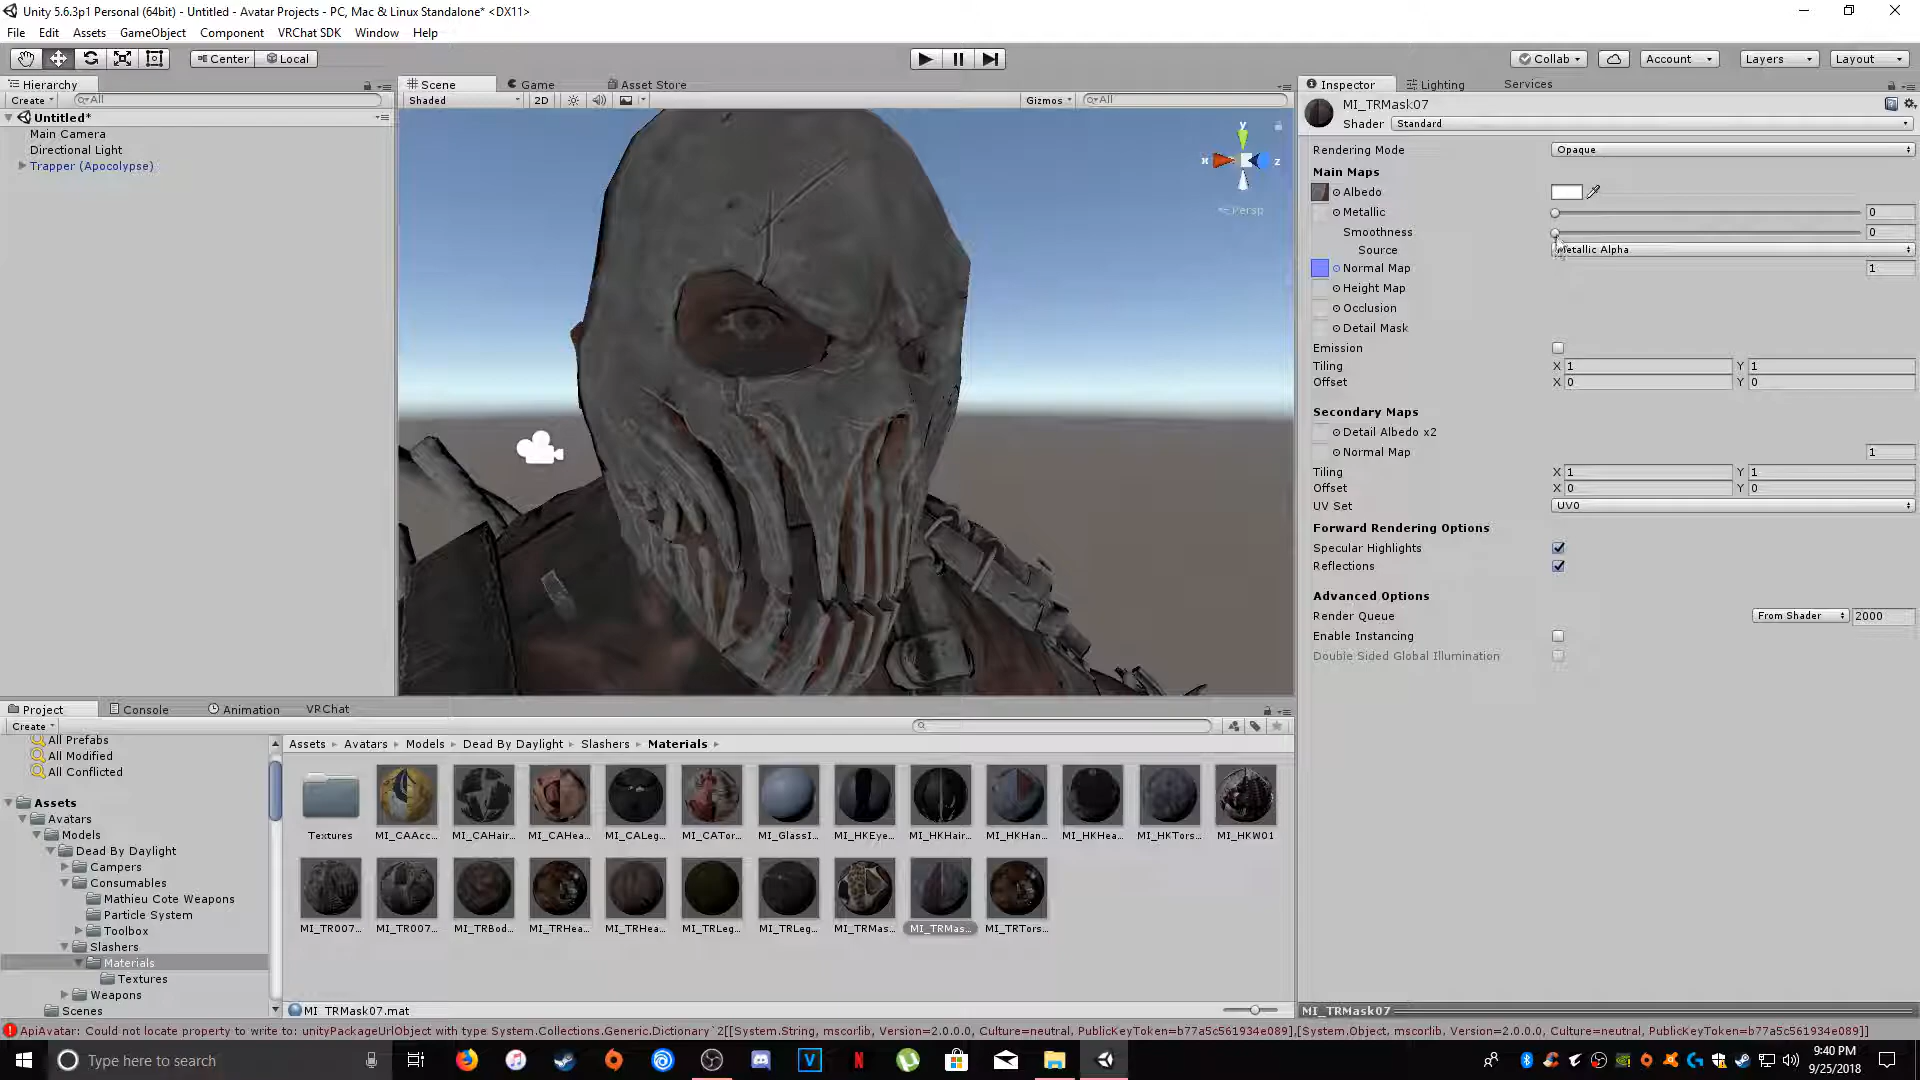 Unity 5.6.3p1 Personal (64bit) - Untitled - Avatar Projects - PC, Mac & Linux Standalone* <DX11>
File Edit Assets GameObject Component VRChat SDK Window Help
Center Local Collab Account Layers Layout
Hierarchy
Create All
Untitled*
Main Camera
Directional Light
Trapper (Apocolypse)
Scene Game Asset Store
Shaded 2D Gizmos All
y
x z
Persp
Inspector Lighting Services
MI_TRMask07
Shader Standard
Rendering Mode Opaque
Main Maps
Albedo
Metallic 0
Smoothness 0
Source Metallic Alpha
Normal Map 1
Height Map
Occlusion
Detail Mask
Emission
Tiling X 1 Y 1
Offset X 0 Y 0
Secondary Maps
Detail Albedo x2
Normal Map 1
Tiling X 1 Y 1
Offset X 0 Y 0
UV Set UV0
Forward Rendering Options
Specular Highlights
Reflections
Advanced Options
Render Queue From Shader 2000
Enable Instancing
Double Sided Global Illumination
MI_TRMask07
Project Console Animation VRChat
Create
All Prefabs
All Modified
All Conflicted
Assets
Avatars
Models
Dead By Daylight
Campers
Consumables
Mathieu Cote Weapons
Particle System
Toolbox
Slashers
Materials
Textures
Weapons
Scenes
Assets Avatars Models Dead By Daylight Slashers Materials
Textures MI_CAAcc... MI_CAHair... MI_CAHea... MI_CALeg... MI_CATor... MI_GlassI... MI_HKEye... MI_HKHair... MI_HKHan... MI_HKHea... MI_HKTors... MI_HKW01
MI_TR007... MI_TR007... MI_TRBod... MI_TRHea... MI_TRHea... MI_TRLeg... MI_TRLeg... MI_TRMas... MI_TRMas... MI_TRTors...
MI_TRMask07.mat
ApiAvatar: Could not locate property to write to: unityPackageUrlObject with type System.Collections.Generic.Dictionary`2[[System.String, mscorlib, Version=2.0.0.0, Culture=neutral, PublicKeyToken=b77a5c561934e089],[System.Object, mscorlib, Version=2.0.0.0, Culture=neutral, PublicKeyToken=b77a5c561934e089]]
Type here to search
9:40 PM
9/25/2018